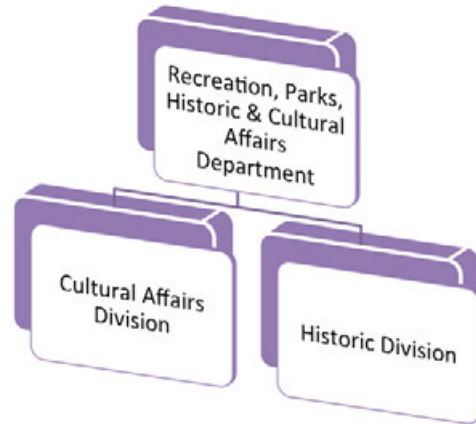 Recreation, Parks,
Historic & Cultural
Affairs
Department
Cultural Affairs
Division
Historic Division